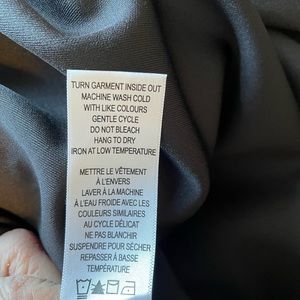 TURN GARMENT INSIDE OUT
MACHINE WASH COLD
WITH LIKE COLOURS
GENTLE CYCLE
DO NOT BLEACH
HANG TO DRY
IRON AT LOW TEMPERATURE
METTRE LE VÊTEMENT
À L'ENVERS
LAVER À LA MACHINE
À L'EAU FROIDE AVEC LES
COULEURS SIMILAIRES
AU CYCLE DÉLICAT
NE PAS BLANCHIR
SUSPENDRE POUR SÉCHER
REPASSER À BASSE
TEMPÉRATURE